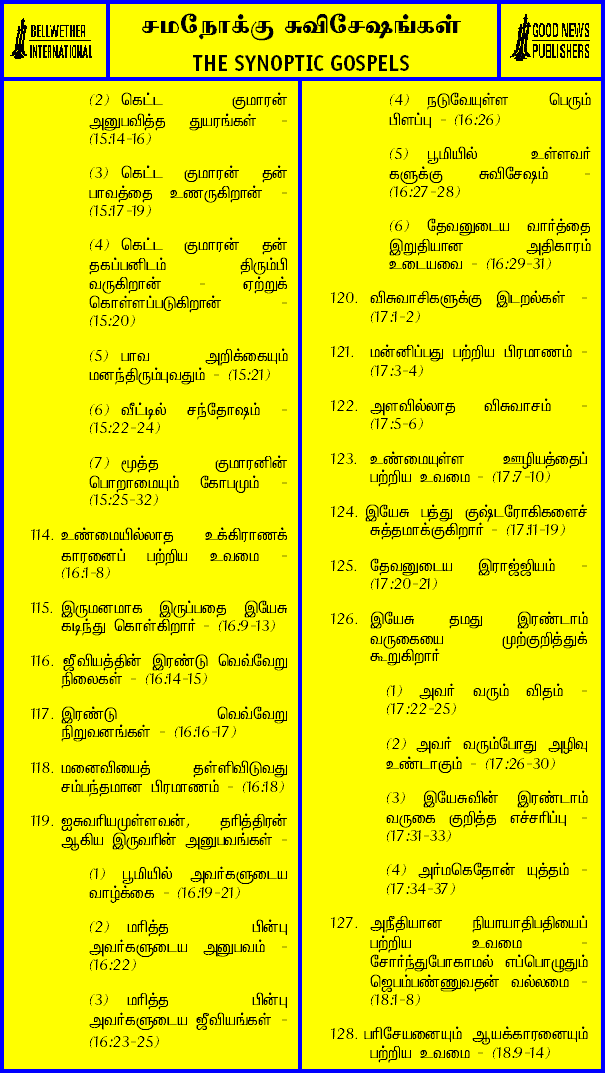 BELLWETHER
INTERNATIONAL
சமநோக்கு சுவிசேஷங்கள்
THE SYNOPTIC GOSPELS
GOOD NEWS
PUBLISHERS
(2) கெட்ட குமாரன்
அனுபவித்த துயரங்கள் -
(15:14-16)
(3) கெட்ட குமாரன் தன்
பாவத்தை உணருகிறான் -
(15:17-19)
(4) கெட்ட குமாரன் தன்
தகப்பனிடம் திரும்பி
வருகிறான் - ஏற்றுக்
கொள்ளப்படுகிறான் -
(15:20)
(5) பாவ அறிக்கையும்
மனந்திரும்புவதும் - (15:21)
(6) வீட்டில் சந்தோஷம் -
(15:22-24)
(7) மூத்த குமாரனின்
பொறாமையும் கோபமும் -
(15:25-32)
114. உண்மையில்லாத உக்கிராணக்
காரனைப் பற்றிய உவமை -
(16:1-8)
115. இருமனமாக இருப்பதை இயேசு
கடிந்து கொள்கிறார் - (16:9-13)
116. ஜீவியத்தின் இரண்டு வெவ்வேறு
நிலைகள் - (16:14-15)
117. இரண்டு வெவ்வேறு
நிறுவனங்கள் - (16:16-17)
118. மனைவியைத் தள்ளிவிடுவது
சம்பந்தமான பிரமாணம் - (16:18)
119. ஐசுவரியமுள்ளவன், தரித்திரன்
ஆகிய இருவரின் அனுபவங்கள் -
(1) பூமியில் அவர்களுடைய
வாழ்க்கை - (16:19-21)
(2) மரித்த பின்பு
அவர்களுடைய அனுபவம் -
(16:22)
(3) மரித்த பின்பு
அவர்களுடைய ஜீவியங்கள் -
(16:23-25)
(4) நடுவேயுள்ள பெரும்
பிளப்பு - (16:26)
(5) பூமியில் உள்ளவர்
களுக்கு சுவிசேஷம் -
(16:27-28)
(6) தேவனுடைய வார்த்தை
இறுதியான அதிகாரம்
உடையவை - (16:29-31)
120. விசுவாசிகளுக்கு இடறல்கள் -
(17:1-2)
121. மன்னிப்பது பற்றிய பிரமாணம் -
(17:3-4)
122. அளவில்லாத விசுவாசம் -
(17:5-6)
123. உண்மையுள்ள ஊழியத்தைப்
பற்றிய உவமை - (17:7-10)
124. இயேசு பத்து குஷ்டரோகிகளைச்
சுத்தமாக்குகிறார் - (17:11-19)
125. தேவனுடைய இராஜ்ஜியம் -
(17:20-21)
126. இயேசு தமது இரண்டாம்
வருகையை முற்குறித்துக்
கூறுகிறார்
(1) அவர் வரும் விதம் -
(17:22-25)
(2) அவர் வரும்போது அழிவு
உண்டாகும் - (17:26-30)
(3) இயேசுவின் இரண்டாம்
வருகை குறித்த எச்சரிப்பு -
(17:31-33)
(4) அர்மகெதோன் யுத்தம் -
(17:34-37)
127. அநீதியான நியாயாதிபதியைப்
பற்றிய உவமை -
சோர்ந்துபோகாமல் எப்பொழுதும்
ஜெபம்பண்ணுவதன் வல்லமை -
(18:1-8)
128. பரிசேயனையும் ஆயக்காரனையும்
பற்றிய உவமை - (18:9-14)